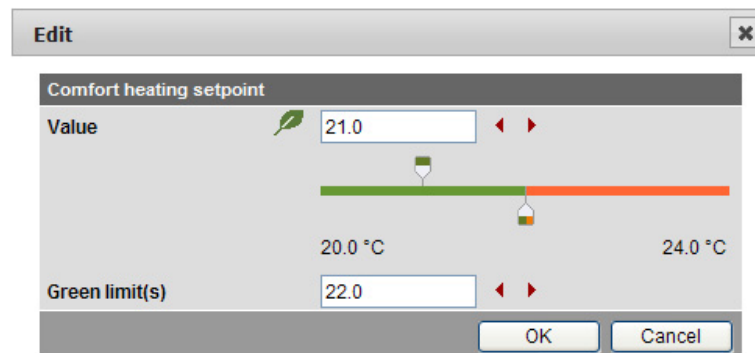 Edit
Comfort heating setpoint
Value 21.0
20.0 °C 24.0 °C
Green limit(s) 22.0
OK Cancel